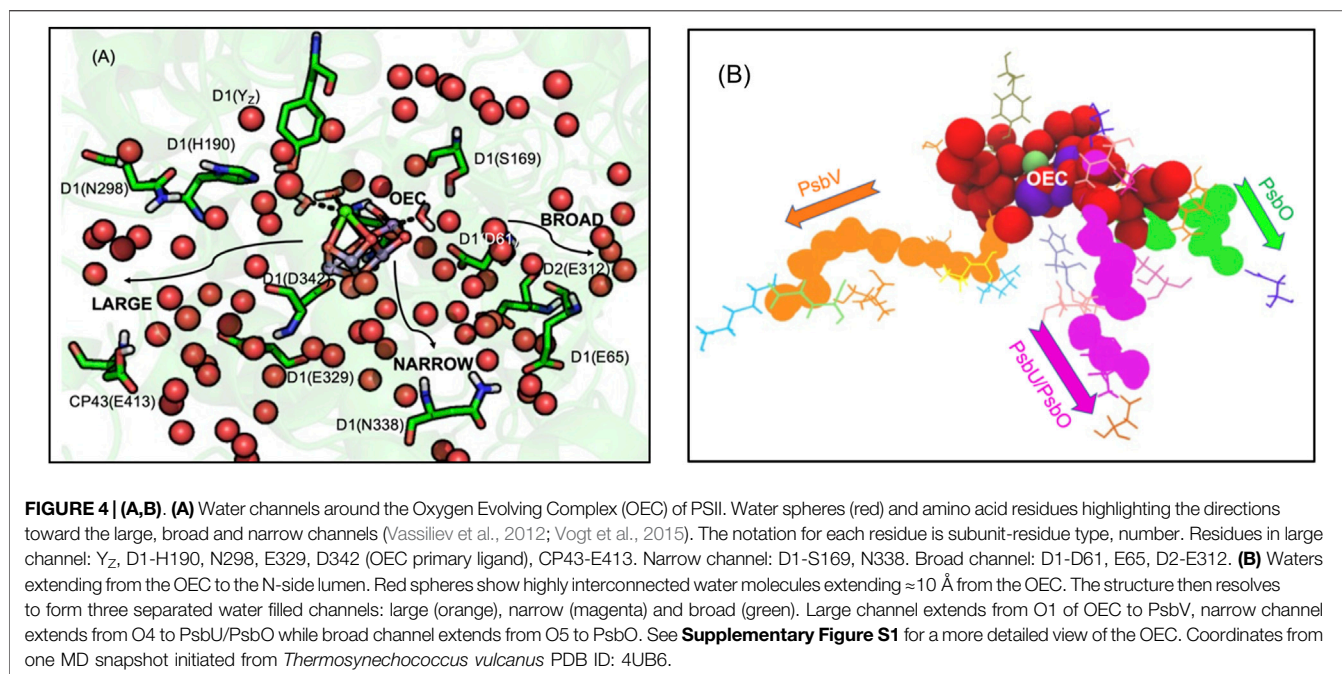 (A)
D1(Y_Z)
D1(H190)
D1(S169)
D1(N298)
OEC
BROAD
D1(D61)
D1(D342)
D2(E312)
LARGE
NARROW
D1(E65)
D1(E329)
CP43(E413)
D1(N338)
(B)
OEC
PsbV
PsbO
PsbU/PsbO
FIGURE 4 | (A,B). (A) Water channels around the Oxygen Evolving Complex (OEC) of PSII. Water spheres (red) and amino acid residues highlighting the directions
toward the large, broad and narrow channels (Vassiliev et al., 2012; Vogt et al., 2015). The notation for each residue is subunit-residue type, number. Residues in large
channel: Y_Z, D1-H190, N298, E329, D342 (OEC primary ligand), CP43-E413. Narrow channel: D1-S169, N338. Broad channel: D1-D61, E65, D2-E312. (B) Waters
extending from the OEC to the N-side lumen. Red spheres show highly interconnected water molecules extending ≈10 Å from the OEC. The structure then resolves
to form three separated water filled channels: large (orange), narrow (magenta) and broad (green). Large channel extends from O1 of OEC to PsbV, narrow channel
extends from O4 to PsbU/PsbO while broad channel extends from O5 to PsbO. See Supplementary Figure S1 for a more detailed view of the OEC. Coordinates from
one MD snapshot initiated from Thermosynechococcus vulcanus PDB ID: 4UB6.